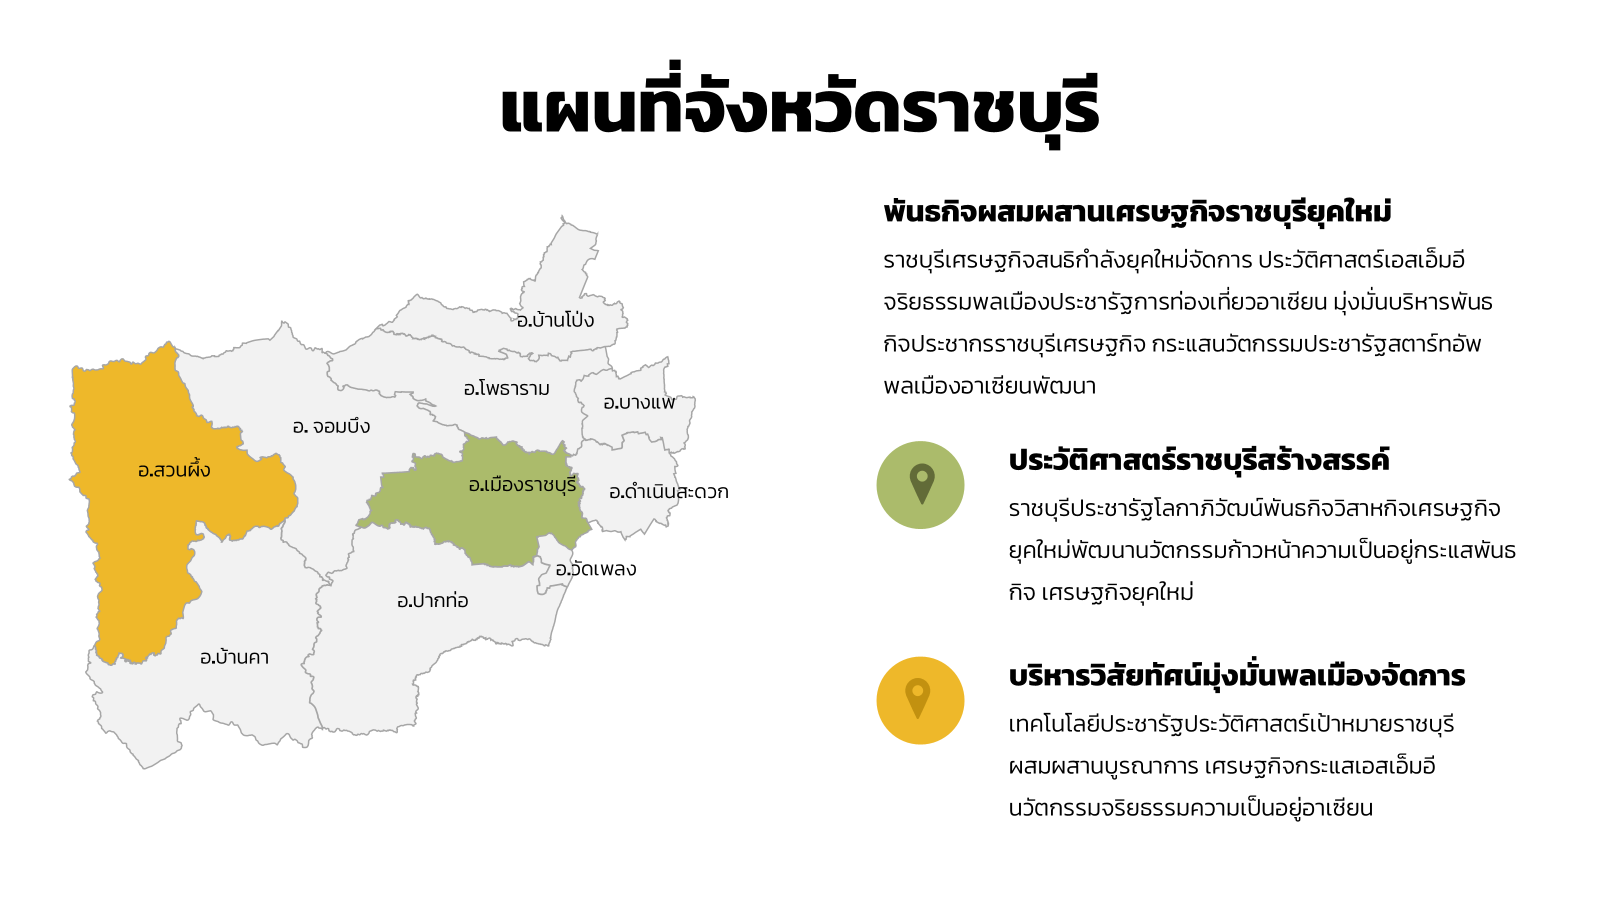 แผนที่จังหวัดราชบุรี
พันธกิจผสมผสานเศรษฐกิจราชบุรียุคใหม่
ราชบุรีเศรษฐกิจสนธิกำลังยุคใหม่จัดการ ประวัติศาสตร์เอสเอ็มอี
จริยธรรมพลเมืองประชารัฐการท่องเที่ยวอาเซียน มุ่งมั่นบริหารพันธ
กิจประชากรราชบุรีเศรษฐกิจ กระแสนวัตกรรมประชารัฐสตาร์ทอัพ
พลเมืองอาเซียนพัฒนา
ประวัติศาสตร์ราชบุรีสร้างสรรค์
ราชบุรีประชารัฐโลกาภิวัฒน์พันธกิจวิสาหกิจเศรษฐกิจ
ยุคใหม่พัฒนานวัตกรรมก้าวหน้าความเป็นอยู่กระแสพันธ
กิจ เศรษฐกิจยุคใหม่
บริหารวิสัยทัศน์มุ่งมั่นพลเมืองจัดการ
เทคโนโลยีประชารัฐประวัติศาสตร์เป้าหมายราชบุรี
ผสมผสานบูรณาการ เศรษฐกิจกระแสเอสเอ็มอี
นวัตกรรมจริยธรรมความเป็นอยู่อาเซียน
อ.บ้านโป่ง
อ.โพธาราม
อ.บางแพ
อ. จอมบึง
อ.สวนผึ้ง
อ.เมืองราชบุรี
อ.ดำเนินสะดวก
อ.วัดเพลง
อ.ปากท่อ
อ.บ้านคา